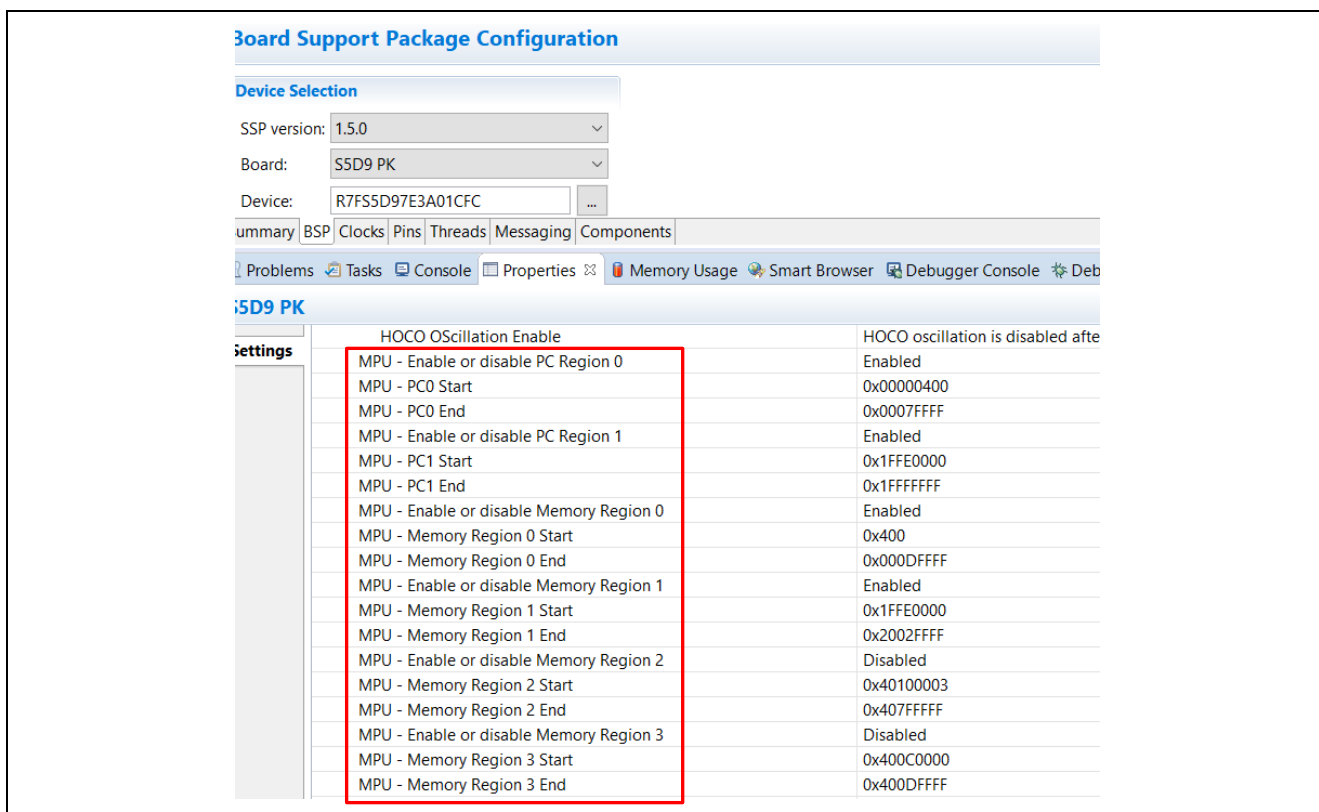 Board Support Package Configuration
Device Selection
SSP version: 1.5.0
Board: S5D9 PK
Device: R7FS5D97E3A01CFC ...
ummary BSP Clocks Pins Threads Messaging Components
Problems Tasks Console Properties Memory Usage Smart Browser Debugger Console Deb
S5D9 PK
Settings
HOCO OScillation Enable HOCO oscillation is disabled afte
MPU - Enable or disable PC Region 0 Enabled
MPU - PC0 Start 0x00000400
MPU - PC0 End 0x0007FFFF
MPU - Enable or disable PC Region 1 Enabled
MPU - PC1 Start 0x1FFE0000
MPU - PC1 End 0x1FFFFFFF
MPU - Enable or disable Memory Region 0 Enabled
MPU - Memory Region 0 Start 0x400
MPU - Memory Region 0 End 0x000DFFFF
MPU - Enable or disable Memory Region 1 Enabled
MPU - Memory Region 1 Start 0x1FFE0000
MPU - Memory Region 1 End 0x2002FFFF
MPU - Enable or disable Memory Region 2 Disabled
MPU - Memory Region 2 Start 0x40100003
MPU - Memory Region 2 End 0x407FFFFF
MPU - Enable or disable Memory Region 3 Disabled
MPU - Memory Region 3 Start 0x400C0000
MPU - Memory Region 3 End 0x400DFFFF